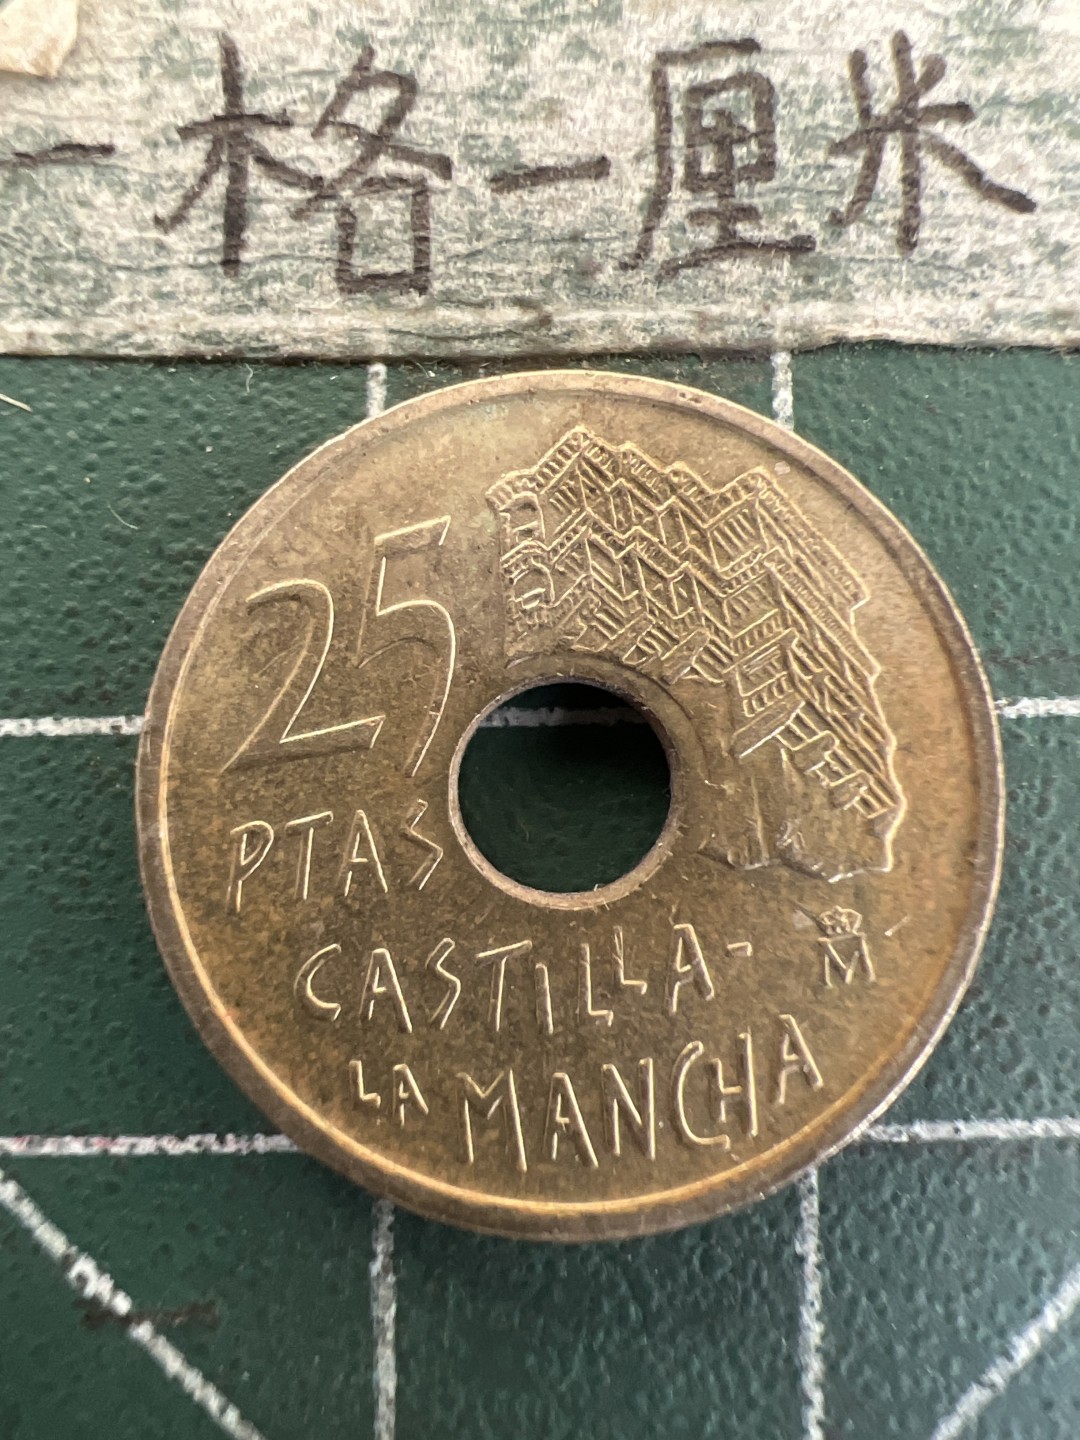 一格一厘米
25
PTAS
CASTILLA-
M
LA MANCHA